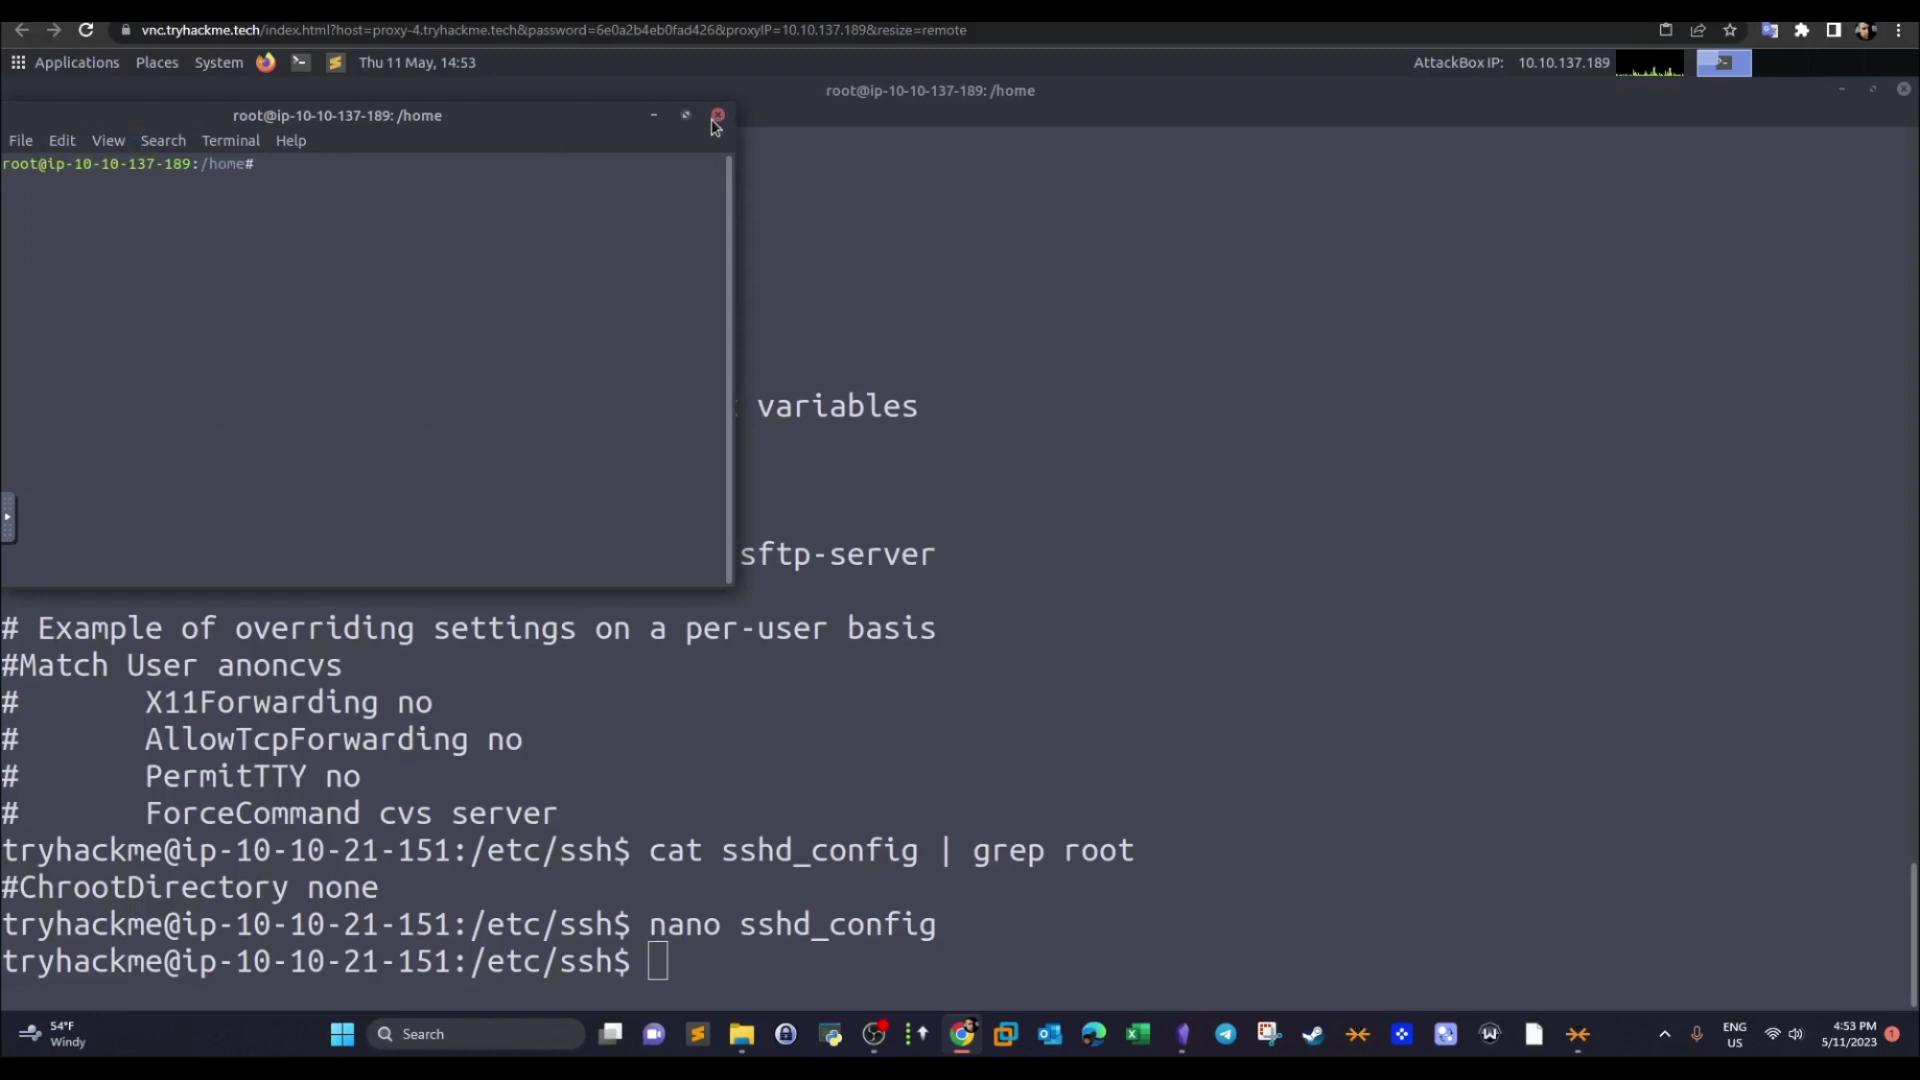 vnc.tryhackme.tech/index.html?host=proxy-4.tryhackme.tech&password=6e0a2b4eb0fad426&proxyIP=10.10.137.189&resize=remote
Applications Places System Thu 11 May, 14:53 AttackBox IP: 10.10.137.189
root@ip-10-10-137-189: /home
root@ip-10-10-137-189: /home
File Edit View Search Terminal Help
root@ip-10-10-137-189:/home#
variables
sftp-server
# Example of overriding settings on a per-user basis
#Match User anoncvs
# X11Forwarding no
# AllowTcpForwarding no
# PermitTTY no
# ForceCommand cvs server
tryhackme@ip-10-10-21-151:/etc/ssh$ cat sshd_config | grep root
#ChrootDirectory none
tryhackme@ip-10-10-21-151:/etc/ssh$ nano sshd_config
tryhackme@ip-10-10-21-151:/etc/ssh$
54°F
Windy
Search
ENG
US
4:53 PM
5/11/2023
1